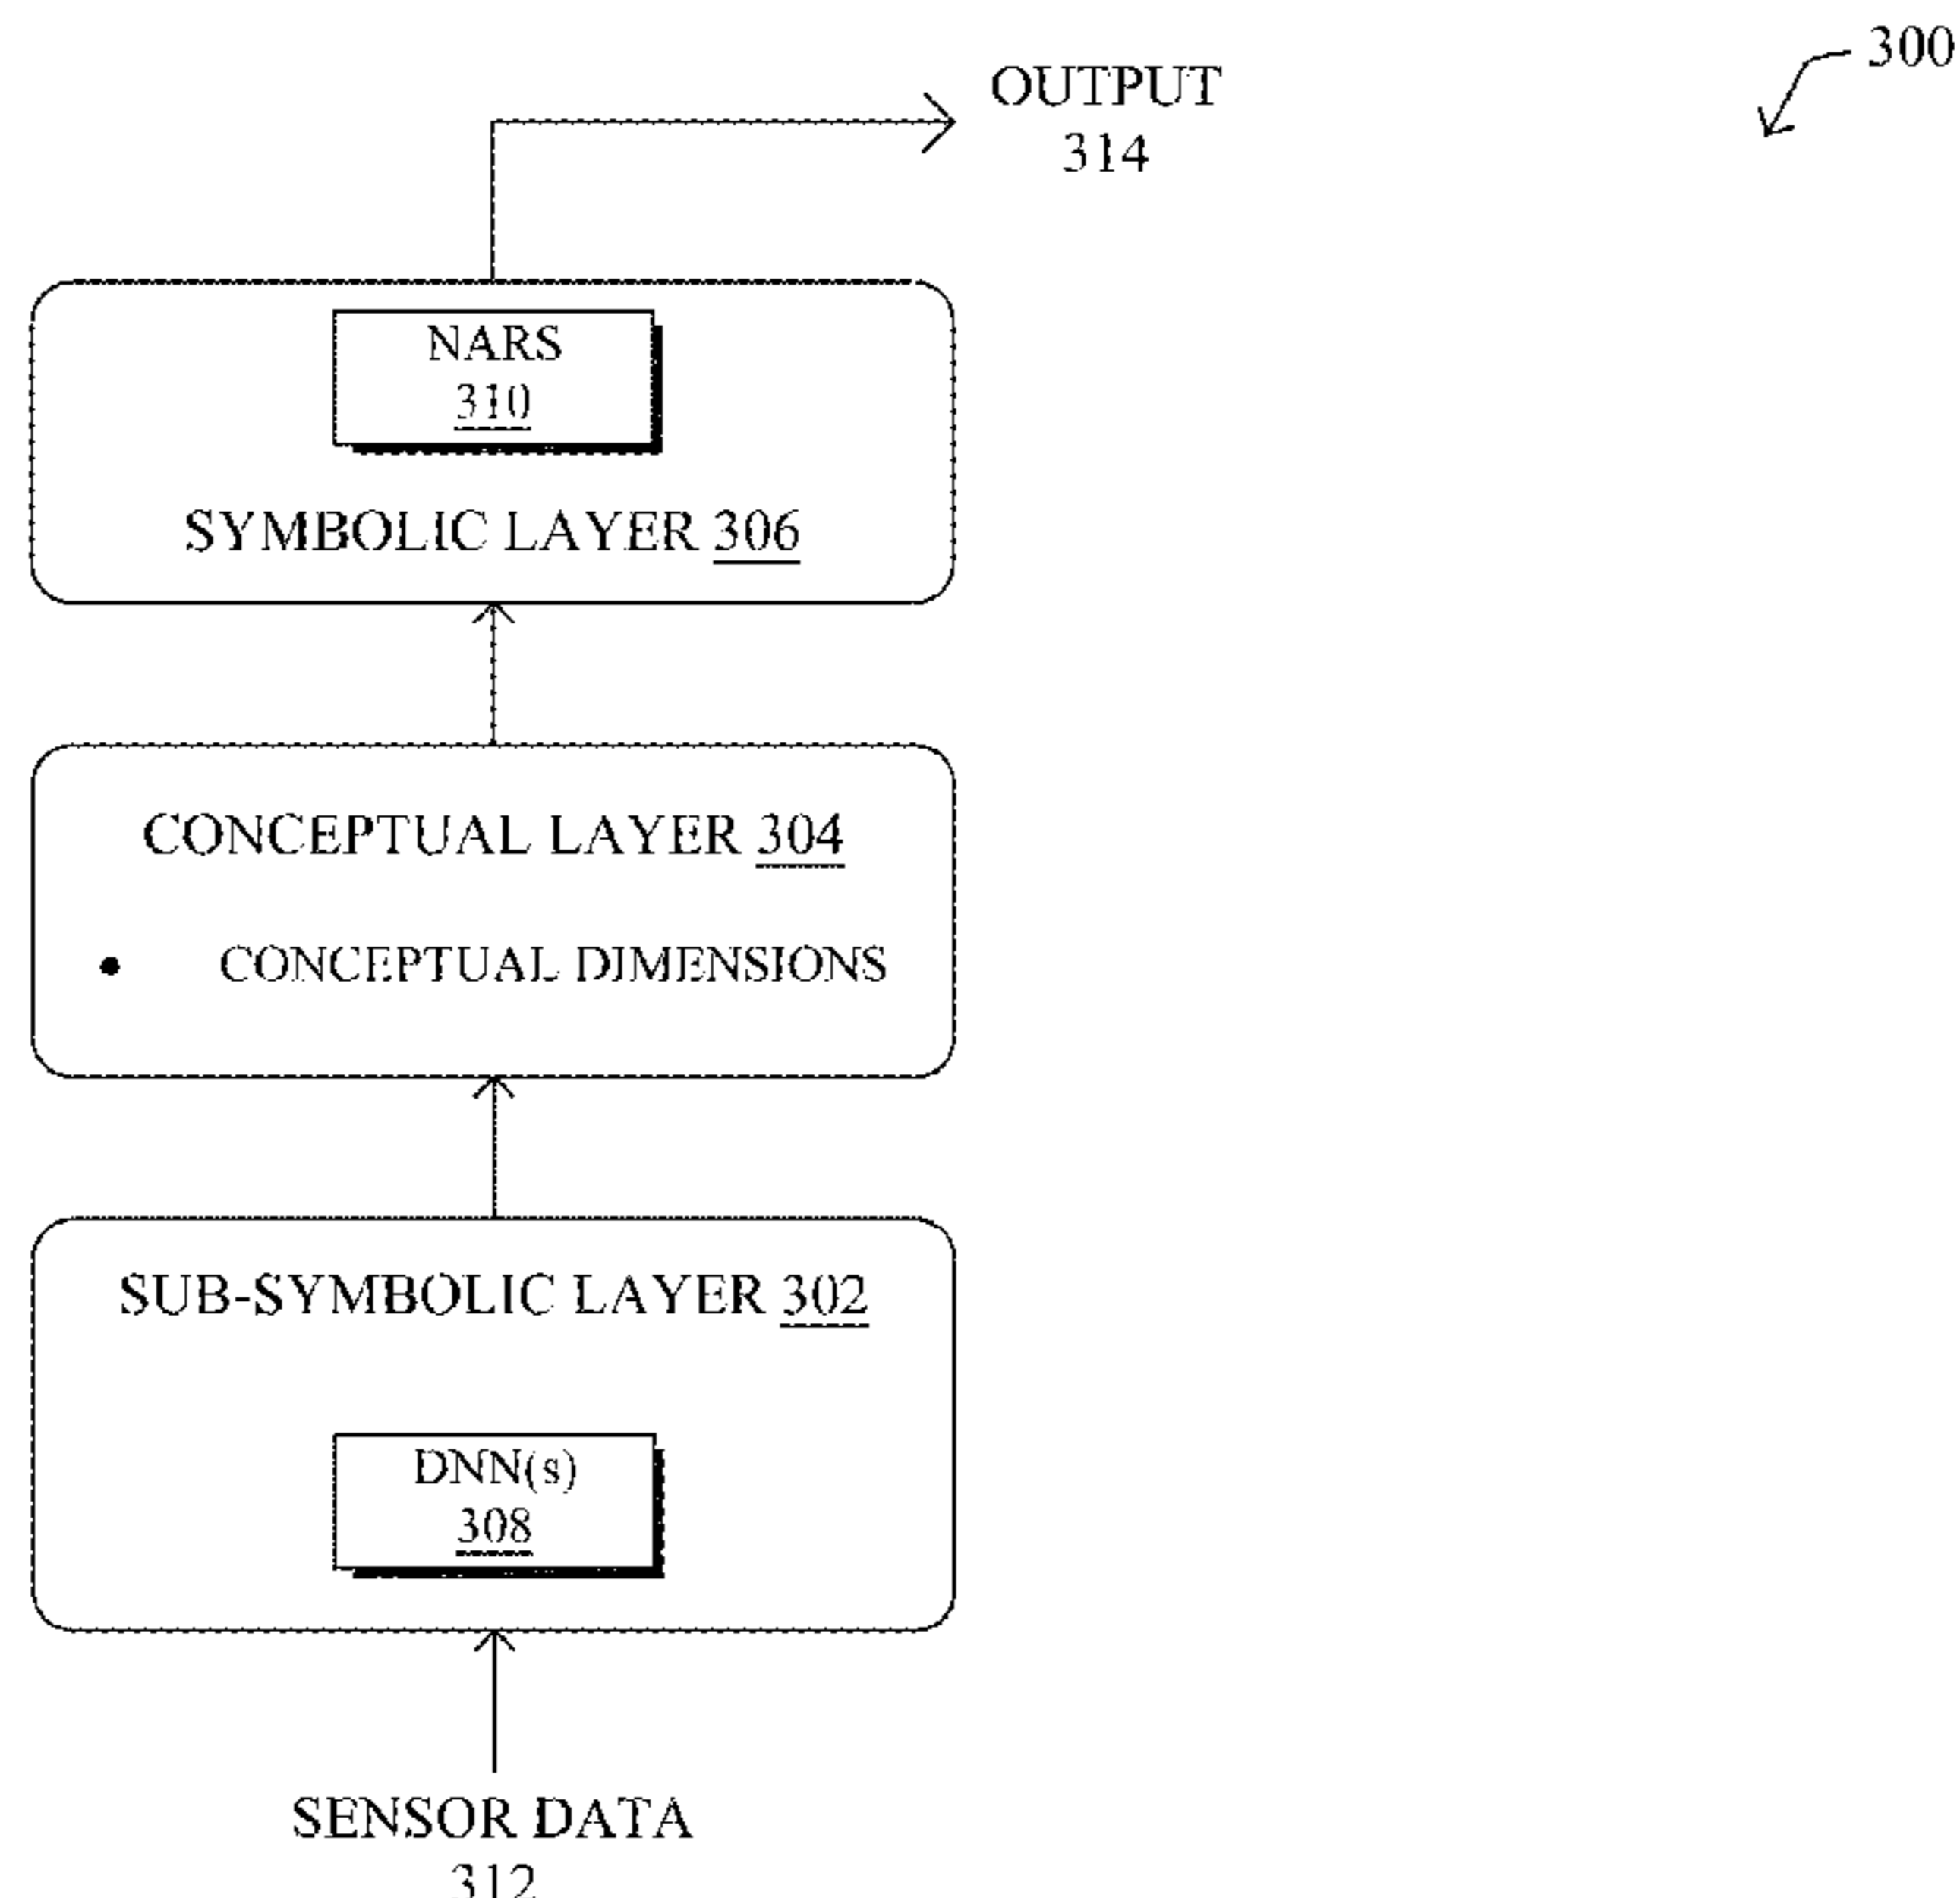 300
OUTPUT
314
NARS
310
SYMBOLIC LAYER 306
CONCEPTUAL LAYER 304
• CONCEPTUAL DIMENSIONS
SUB-SYMBOLIC LAYER 302
DNN(s)
308
SENSOR DATA
312